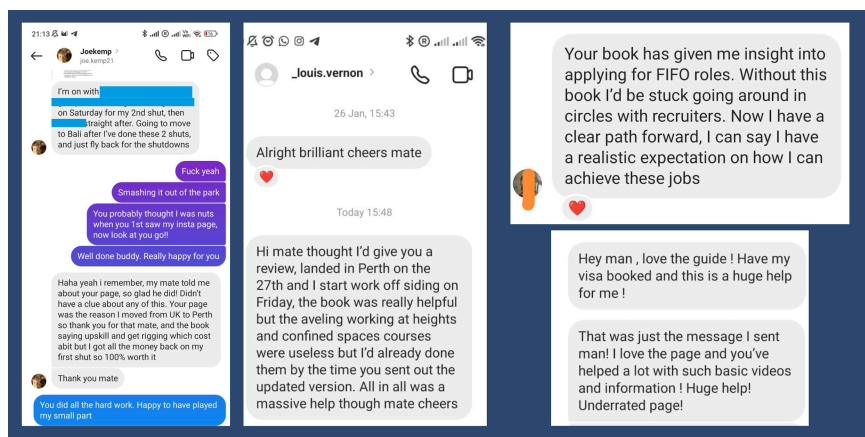 21:13
Joekemp
joe.kemp21
I'm on with
on Saturday for my 2nd shut, then
straight after. Going to move
to Bali after I've done these 2 shuts,
and just fly back for the shutdowns
Fuck yeah
Smashing it out of the park
You probably thought I was nuts
when you 1st saw my insta page,
now look at you go!!
Well done buddy. Really happy for you
Haha yeah i remember, my mate told me
about your page, so glad he did! Didn't
have a clue about any of this. Your page
was the reason I moved from UK to Perth
so thank you for that mate, and the book
saying upskill and get rigging which cost
abit but I got all the money back on my
first shut so 100% worth it
Thank you mate
You did all the hard work. Happy to have played
my small part
_louis.vernon
26 Jan, 15:43
Alright brilliant cheers mate
Today 15:48
Hi mate thought I'd give you a
review, landed in Perth on the
27th and I start work off siding on
Friday, the book was really helpful
but the aveling working at heights
and confined spaces courses
were useless but I'd already done
them by the time you sent out the
updated version. All in all was a
massive help though mate cheers
Your book has given me insight into
applying for FIFO roles. Without this
book I'd be stuck going around in
circles with recruiters. Now I have a
clear path forward, I can say I have
a realistic expectation on how I can
achieve these jobs
Hey man , love the guide ! Have my
visa booked and this is a huge help
for me !
That was just the message I sent
man! I love the page and you've
helped a lot with such basic videos
and information ! Huge help!
Underrated page!